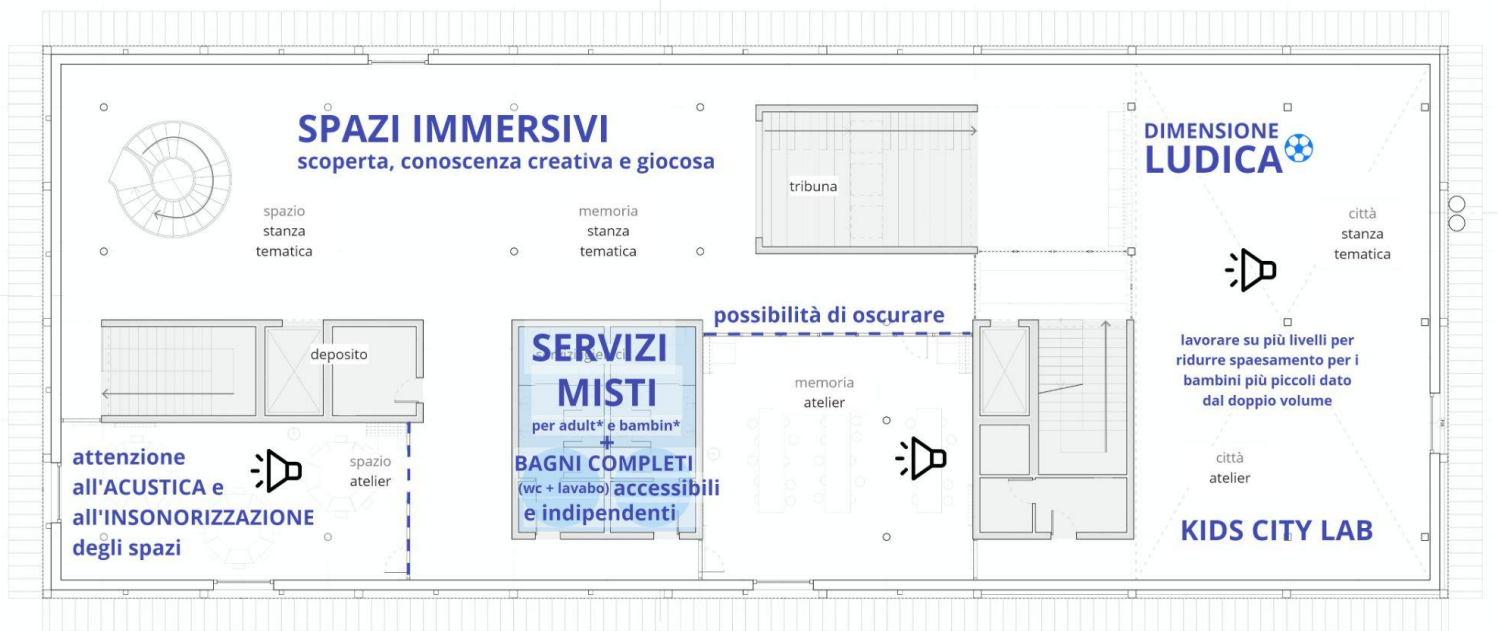 SPAZI IMMERSIVI
scoperta, conoscenza creativa e giocosa
DIMENSIONE
LUDICA
tribuna
spazio
stanza
tematica
memoria
stanza
tematica
città
stanza
tematica
possibilità di oscurare
deposito
SERVIZI
MISTI
per adult* e bambin*
+
BAGNI COMPLETI
(wc + lavabo) accessibili
e indipendenti
memoria
atelier
lavorare su più livelli per
ridurre spaesamento per i
bambini più piccoli dato
dal doppio volume
attenzione
all'ACUSTICA e
all'INSONORIZZAZIONE
degli spazi
spazio
atelier
città
atelier
KIDS CITY LAB